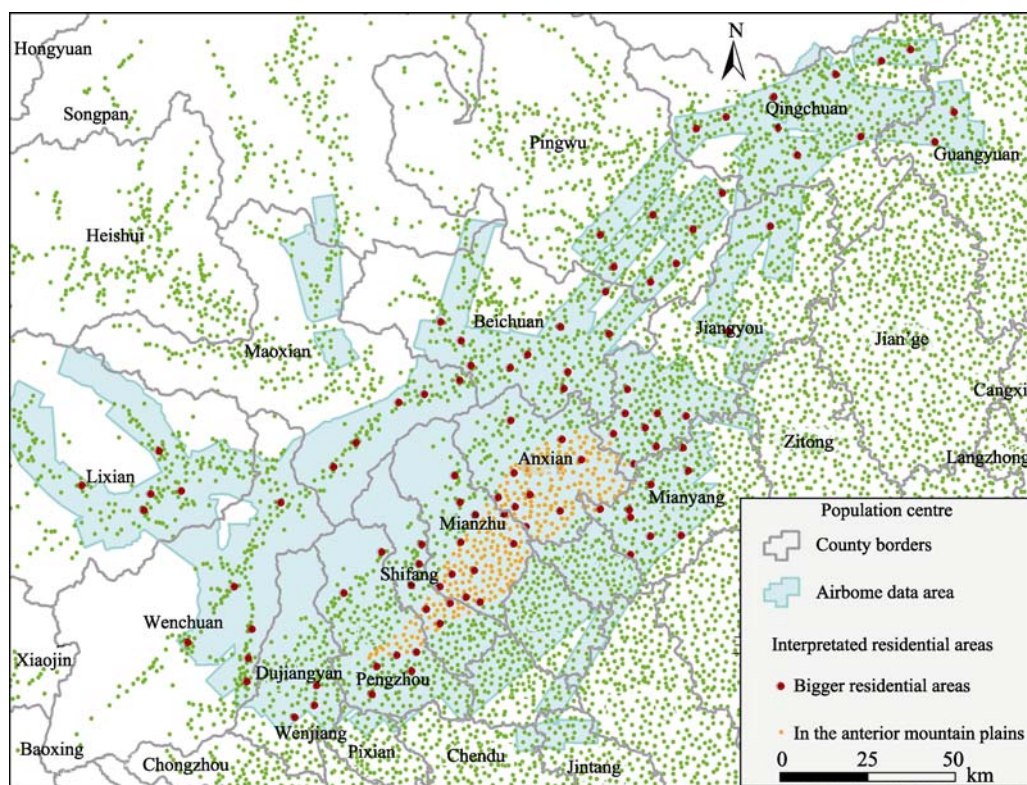 N
Hongyuan
Songpan
Qingchuan
Pingwu
Guangyuan
Heishui
Beichuan
Jiangyou
Jian ge
Maoxian
Cangxi
Zitong
Anxian
Langzhong
Lixian
Mianyang
Mianzhu
Shifang
Wenchuan
Xiaojin
Dujiangyan
Pengzhou
Wenjiang
Baoxing
Pixian
Chendu
Chongzhou
Jintang
Population centre
County borders
Airbome data area
Interpretated residential areas
Bigger residential areas
In the anterior mountain plains
0 25 50
km